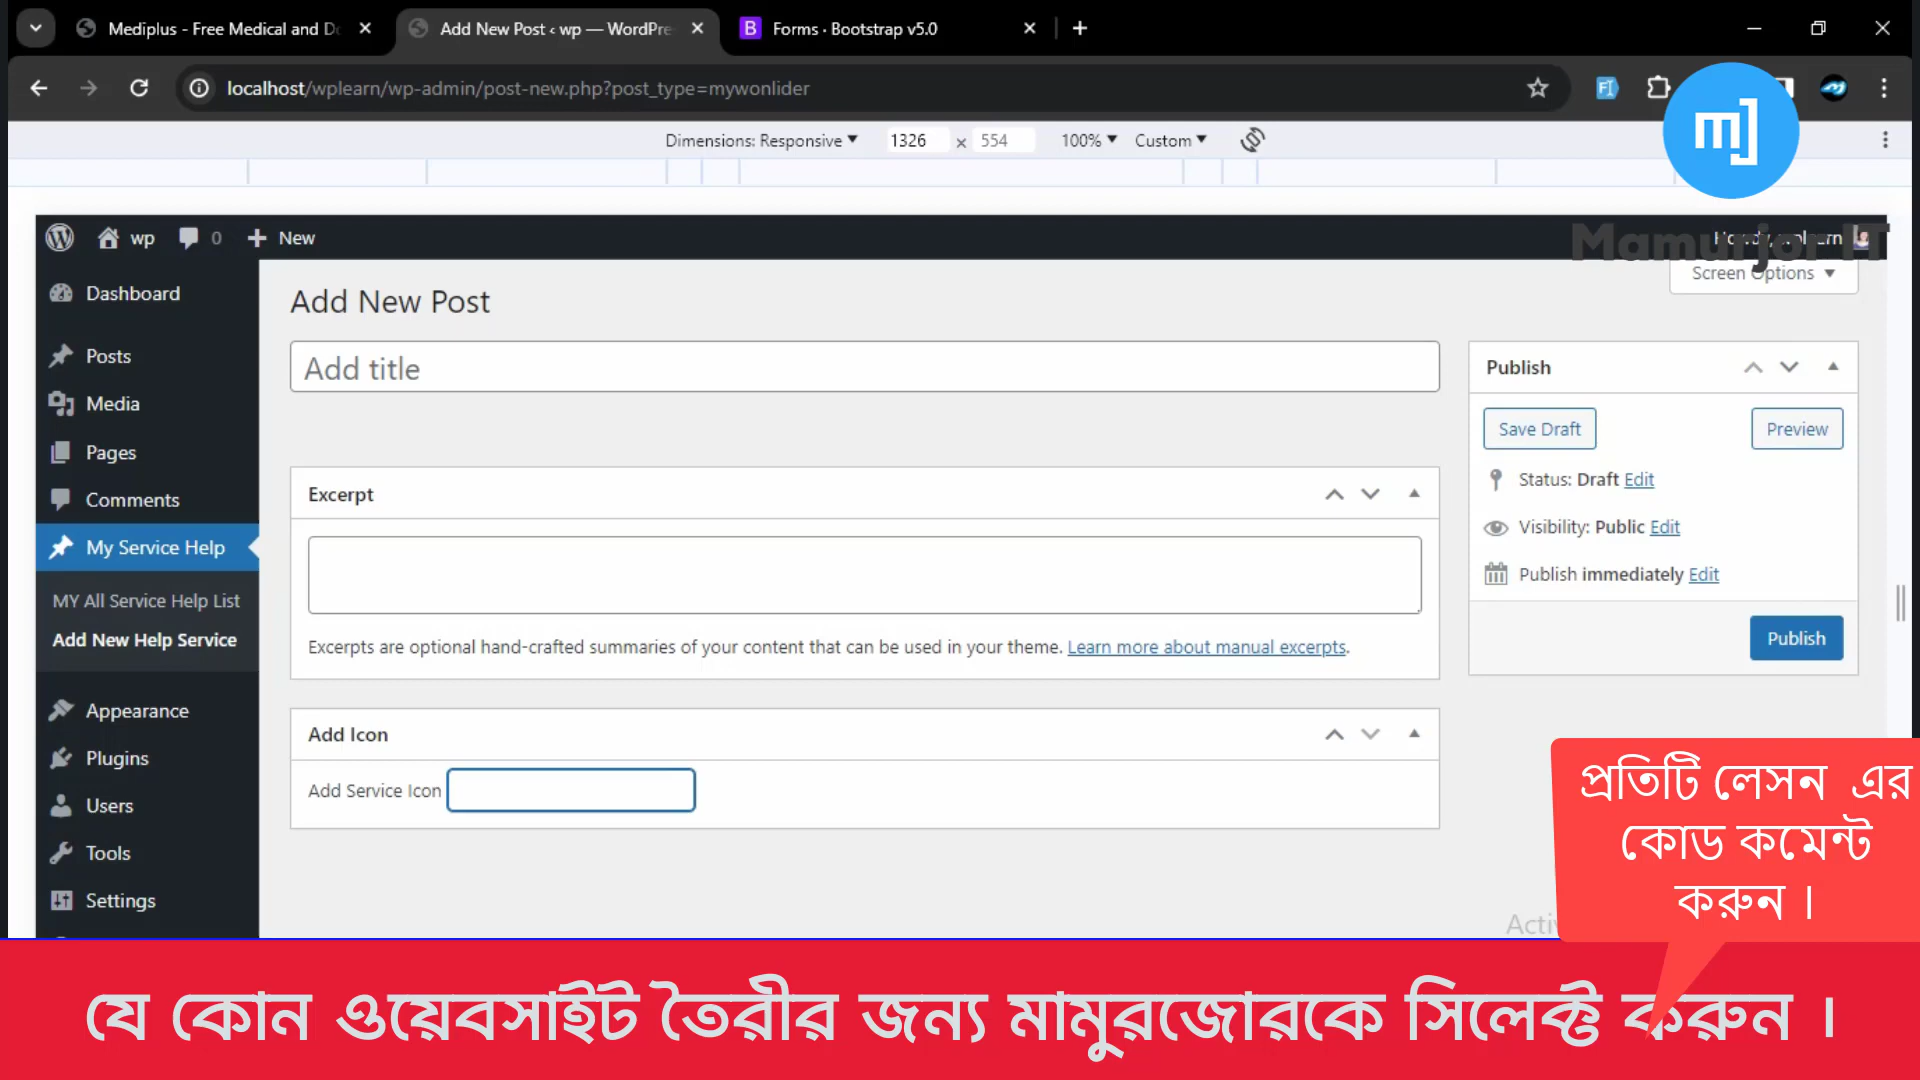 Mediplus - Free Medical and Do
Add New Post ‹ wp — WordPre
B Forms · Bootstrap v5.0
localhost/wplearn/wp-admin/post-new.php?post_type=mywonlider
Dimensions: Responsive 1326 x 554 100% Custom
mj
Mamurjor IT
wp 0 New
Screen Options
Dashboard
Posts
Media
Pages
Comments
My Service Help
MY All Service Help List
Add New Help Service
Appearance
Plugins
Users
Tools
Settings
Add New Post
Add title
Excerpt
Excerpts are optional hand-crafted summaries of your content that can be used in your theme. Learn more about manual excerpts.
Add Icon
Add Service Icon
Publish
Save Draft Preview
Status: Draft Edit
Visibility: Public Edit
Publish immediately Edit
Publish
প্রতিটি লেসন এর
কোড কমেন্ট
করুন ।
যে কোন ওয়েবসাইট তৈরীর জন্য মামুরজোরকে সিলেক্ট করুন ।